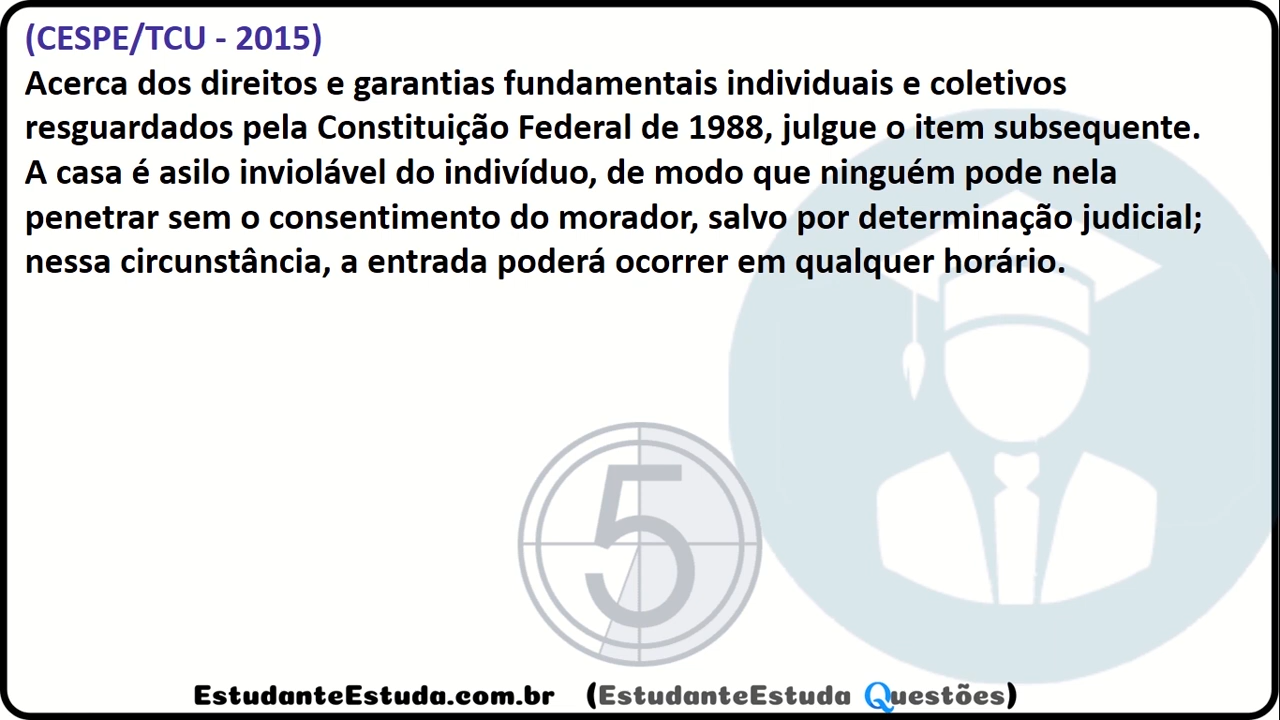 (CESPE/TCU - 2015)
Acerca dos direitos e garantias fundamentais individuais e coletivos
resguardados pela Constituição Federal de 1988, julgue o item subsequente.
A casa é asilo inviolável do indivíduo, de modo que ninguém pode nela
penetrar sem o consentimento do morador, salvo por determinação judicial;
nessa circunstância, a entrada poderá ocorrer em qualquer horário.
5
EstudanteEstuda.com.br (EstudanteEstuda Questões)